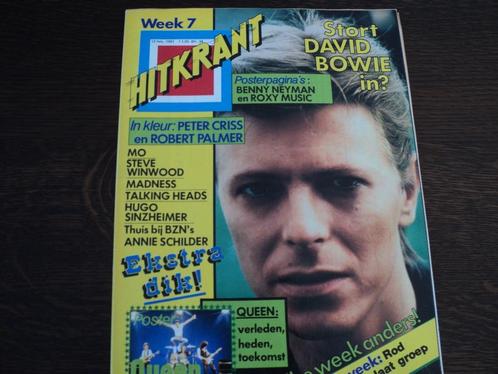 Week 7
HITKRANT
Stort
DAVID
BOWIE
in?
Posterpagina's:
BENNY NEYMAN
en ROXY MUSIC
In kleur: PETER CRISS
en ROBERT PALMER
MO
STEVE
WINWOOD
MADNESS
TALKING HEADS
HUGO
SINZHEIMER
Thuis bij BZN's
ANNIE SCHILDER
Ekstra
dik!
Poster
QUEEN:
verleden,
heden,
toekomst
week anders!
week: Rod
laat groep